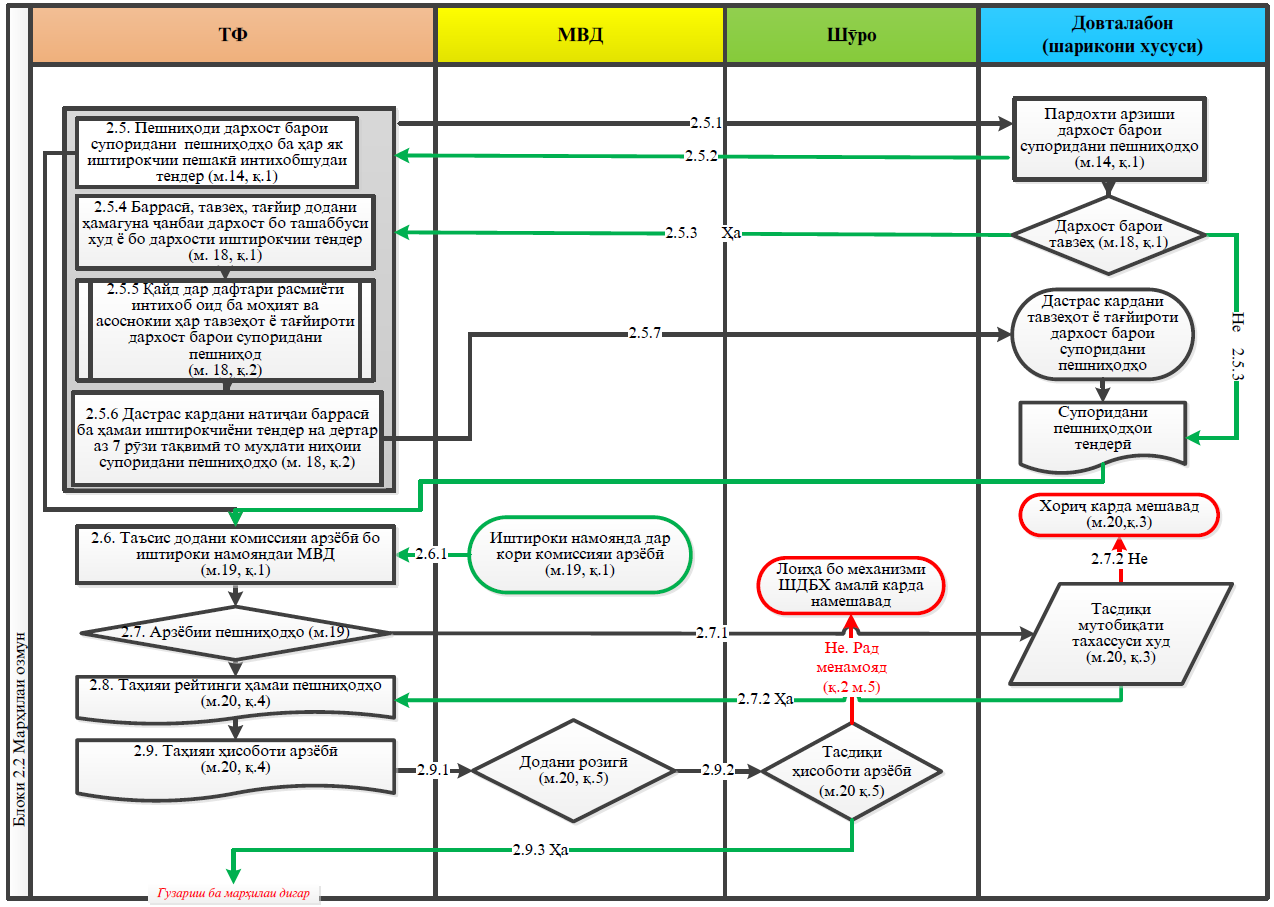 ТФ
МВД
Шӯро
Довталабон
(шарикони хусуси)
Блоки 2.2 Марҳилаи озмун
2.5. Пешниҳоди дархост барои
супоридани пешниҳодҳо ба ҳар як
иштирокчии пешакӣ интихобшудаи
тендер (м.14, қ.1)
2.5.1
2.5.2
Пардохти арзиши
дархост барои
супоридани пешниҳодҳо
(м.14, қ.1)
2.5.4 Баррасӣ, тавзеҳ, тағйир додани
ҳамагуна ҷанбаи дархост бо ташаббуси
худ ё бо дархости иштирокчии тендер
(м. 18, қ.1)
2.5.3 Ҳа
Дархост барои
тавзеҳ (м.18, қ.1)
Не 2.5.3
2.5.5 Қайд дар дафтари расмиёти
интихоб оид ба моҳият ва
асоснокии ҳар тавзеҳот ё тағйироти
дархост барои супоридани
пешниҳод
(м. 18, қ.2)
2.5.7
Дастрас кардани
тавзеҳот ё тағйироти
дархост барои
супоридани
пешниҳодҳо
2.5.6 Дастрас кардани натиҷаи баррасӣ
ба ҳамаи иштирокчиёни тендер на дертар
аз 7 рӯзи тақвимӣ то муҳлати ниҳоии
супоридани пешниҳодҳо (м. 18, қ.2)
Супоридани
пешниҳодҳои
тендерӣ
2.6. Таъсис додани комиссияи арзёбӣ бо
иштироки намояндаи МВД
(м.19, қ.1)
2.6.1
Иштироки намоянда дар
кори комиссияи арзёбӣ
(м.19, қ.1)
Лоиҳа бо механизми
ШДБХ амалӣ карда
намешавад
Хориҷ карда мешавад
(м.20,қ.3)
2.7.2 Не
2.7. Арзёбии пешниҳодҳо (м.19)
2.7.1
Не. Рад
менамояд
(қ.2 м.5)
Тасдиқи
мутобиқати
тахассуси худ
(м.20, қ.3)
2.8. Таҳияи рейтинги ҳамаи пешниҳодҳо
(м.20, қ.4)
2.7.2 Ҳа
2.9. Таҳияи ҳисоботи арзёбӣ
(м.20, қ.4)
2.9.1
Додани розигӣ
(м.20, қ.5)
2.9.2
Тасдиқи
ҳисоботи арзёбӣ
(м.20 қ.5)
2.9.3 Ҳа
Гузариш ба марҳилаи дигар